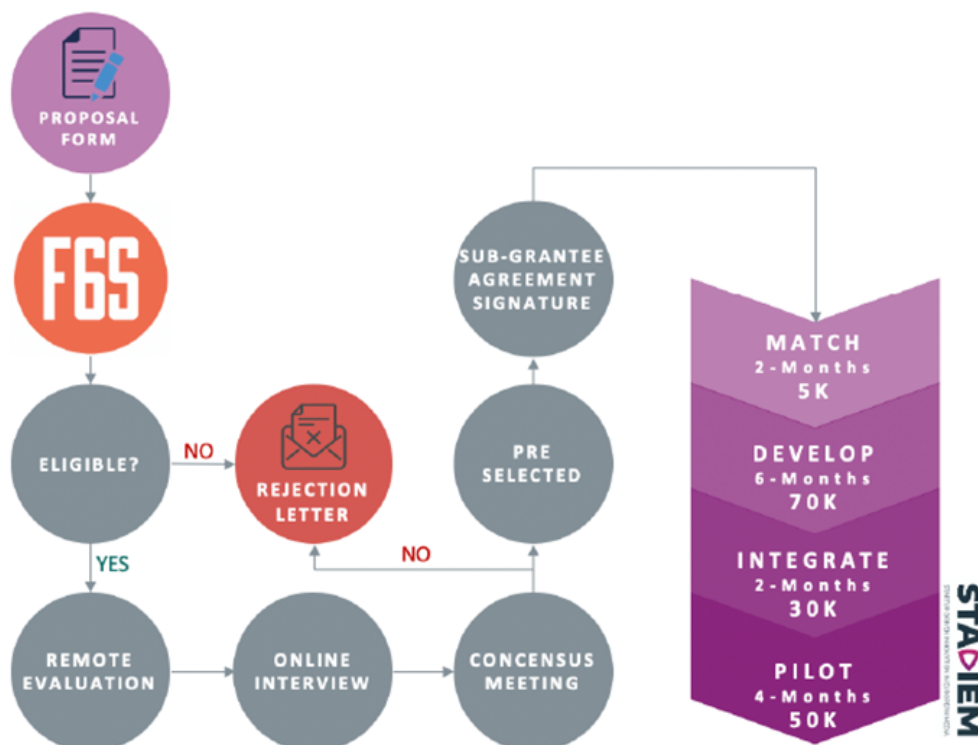 PROPOSAL
FORM
F6S
ELIGIBLE?
NO
REJECTION
LETTER
YES
REMOTE
EVALUATION
ONLINE
INTERVIEW
CONCENSUS
MEETING
NO
PRE
SELECTED
SUB-GRANTEE
AGREEMENT
SIGNATURE
MATCH
2-Months
5K
DEVELOP
6-Months
70K
INTEGRATE
2-Months
30K
PILOT
4-Months
50K
STADIEM